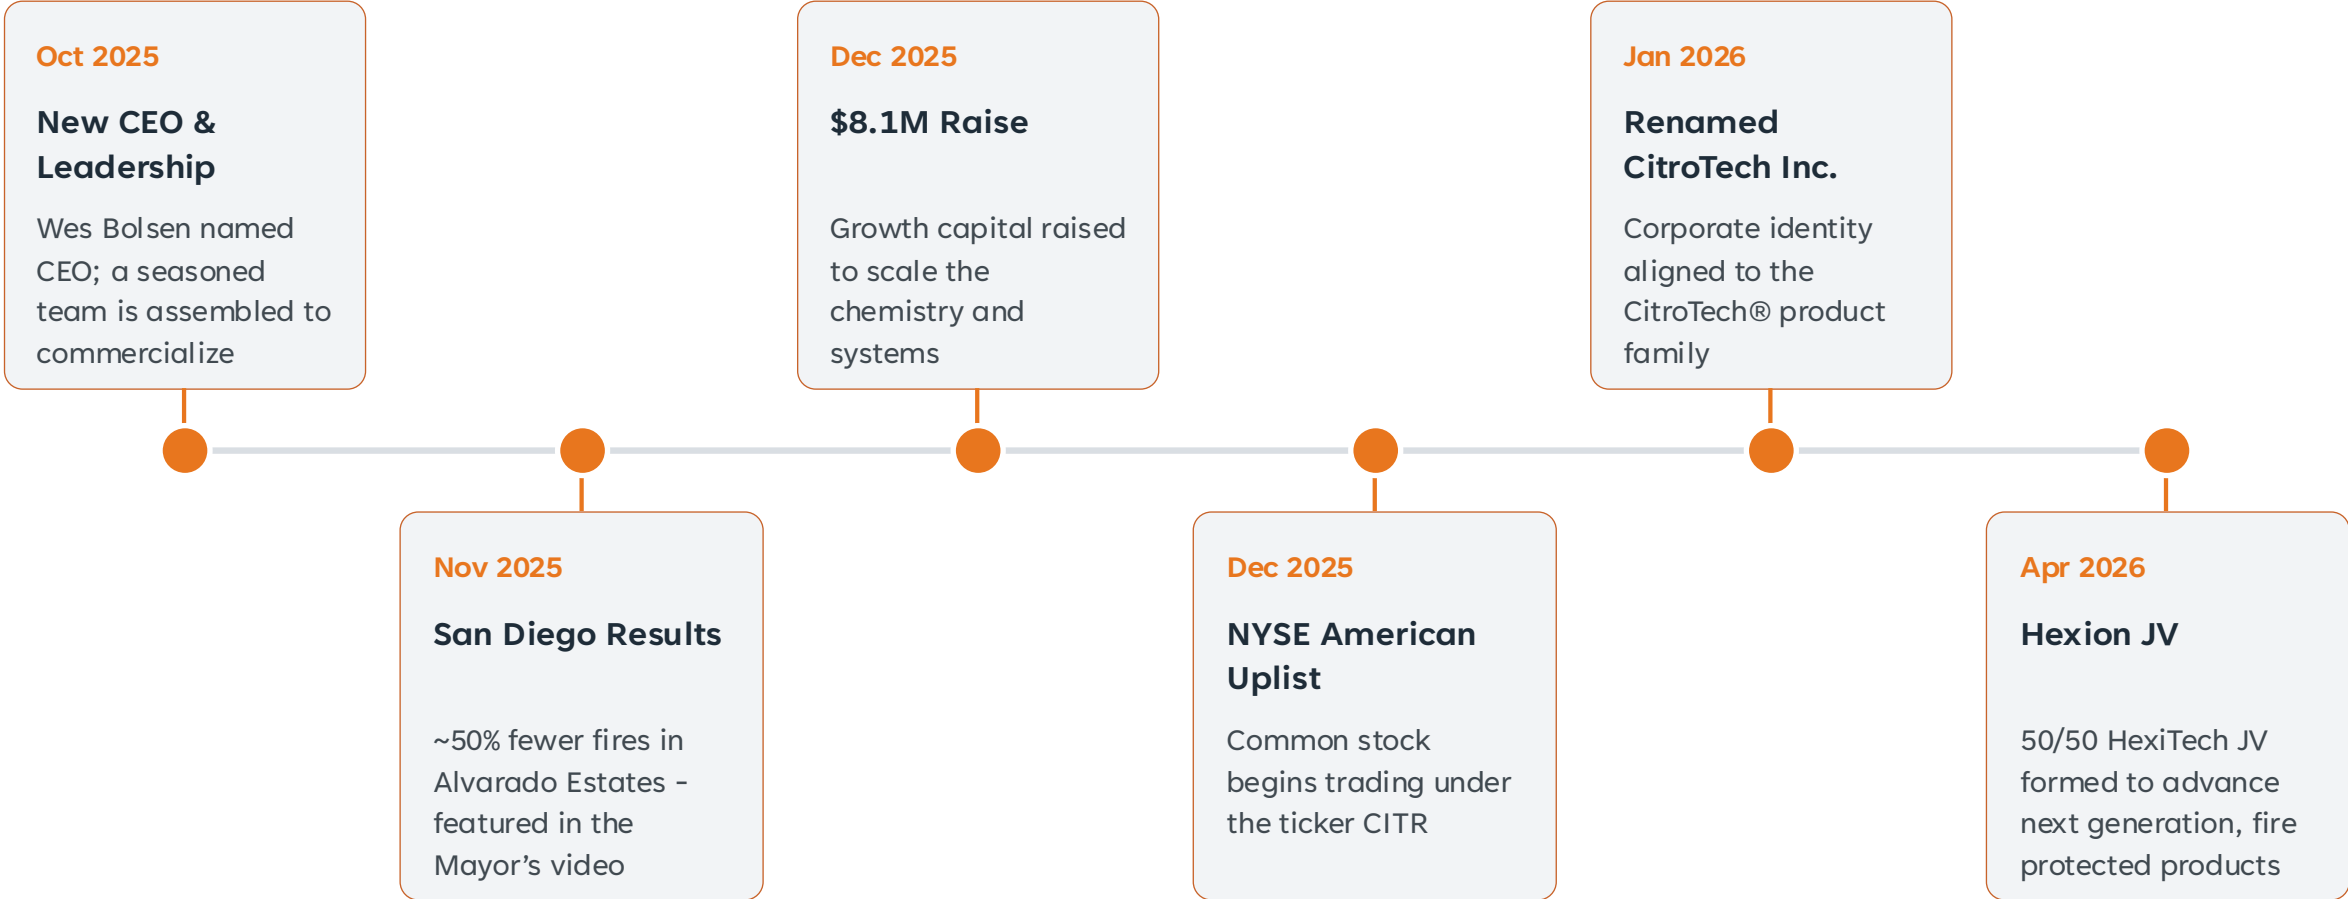 Oct 2025
New CEO &
Leadership
Wes Bolsen named
CEO; a seasoned
team is assembled to
commercialize
Nov 2025
San Diego Results
~50% fewer fires in
Alvarado Estates –
featured in the
Mayor’s video
Dec 2025
$8.1M Raise
Growth capital raised
to scale the
chemistry and
systems
Dec 2025
NYSE American
Uplist
Common stock
begins trading under
the ticker CITR
Jan 2026
Renamed
CitroTech Inc.
Corporate identity
aligned to the
CitroTech® product
family
Apr 2026
Hexion JV
50/50 HexiTech JV
formed to advance
next generation, fire
protected products